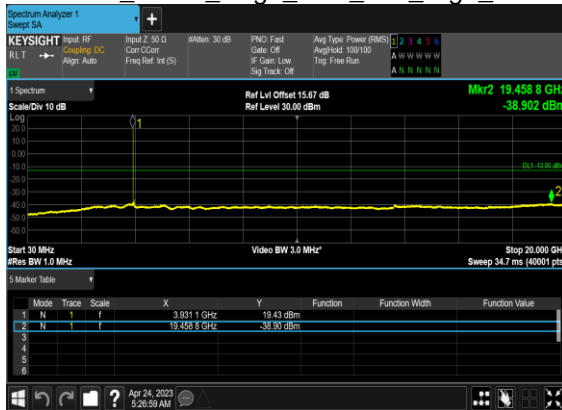 Spectrum Analyzer 1
Swept SA
+
KEYSIGHT Input: RF Input Z: 50 Ω #Atten: 30 dB PNO: Fast Avg Type: Power (RMS) 1 2 3 4 5 6
RLT Coupling: DC Corr CCorr Gate: Off Avg|Hold: 100/100 A W W W W W
Align: Auto Freq Ref: Int (S) IF Gain: Low Trig: Free Run
Sig Track: Off A N N N N N
1 Spectrum Ref Lvl Offset 15.67 dB Mkr2 19.458 8 GHz
Scale/Div 10 dB Ref Level 30.00 dBm -38.902 dBm
Log
1
20.0
10.0
0.00
-10.0 DL1 -13.00 dBm
-20.0
-30.0 2
-40.0
-50.0
-60.0
Start 30 MHz Video BW 3.0 MHz* Stop 20.000 GH
#Res BW 1.0 MHz Sweep 34.7 ms (40001 pts
5 Marker Table
Mode Trace Scale X Y Function Function Width Function Value
1 N 1 f 3.931 1 GHz 19.43 dBm
2 N 1 f 19.458 8 GHz -38.90 dBm
3
4
5
6
? Apr 24, 2023
5:26:59 AM